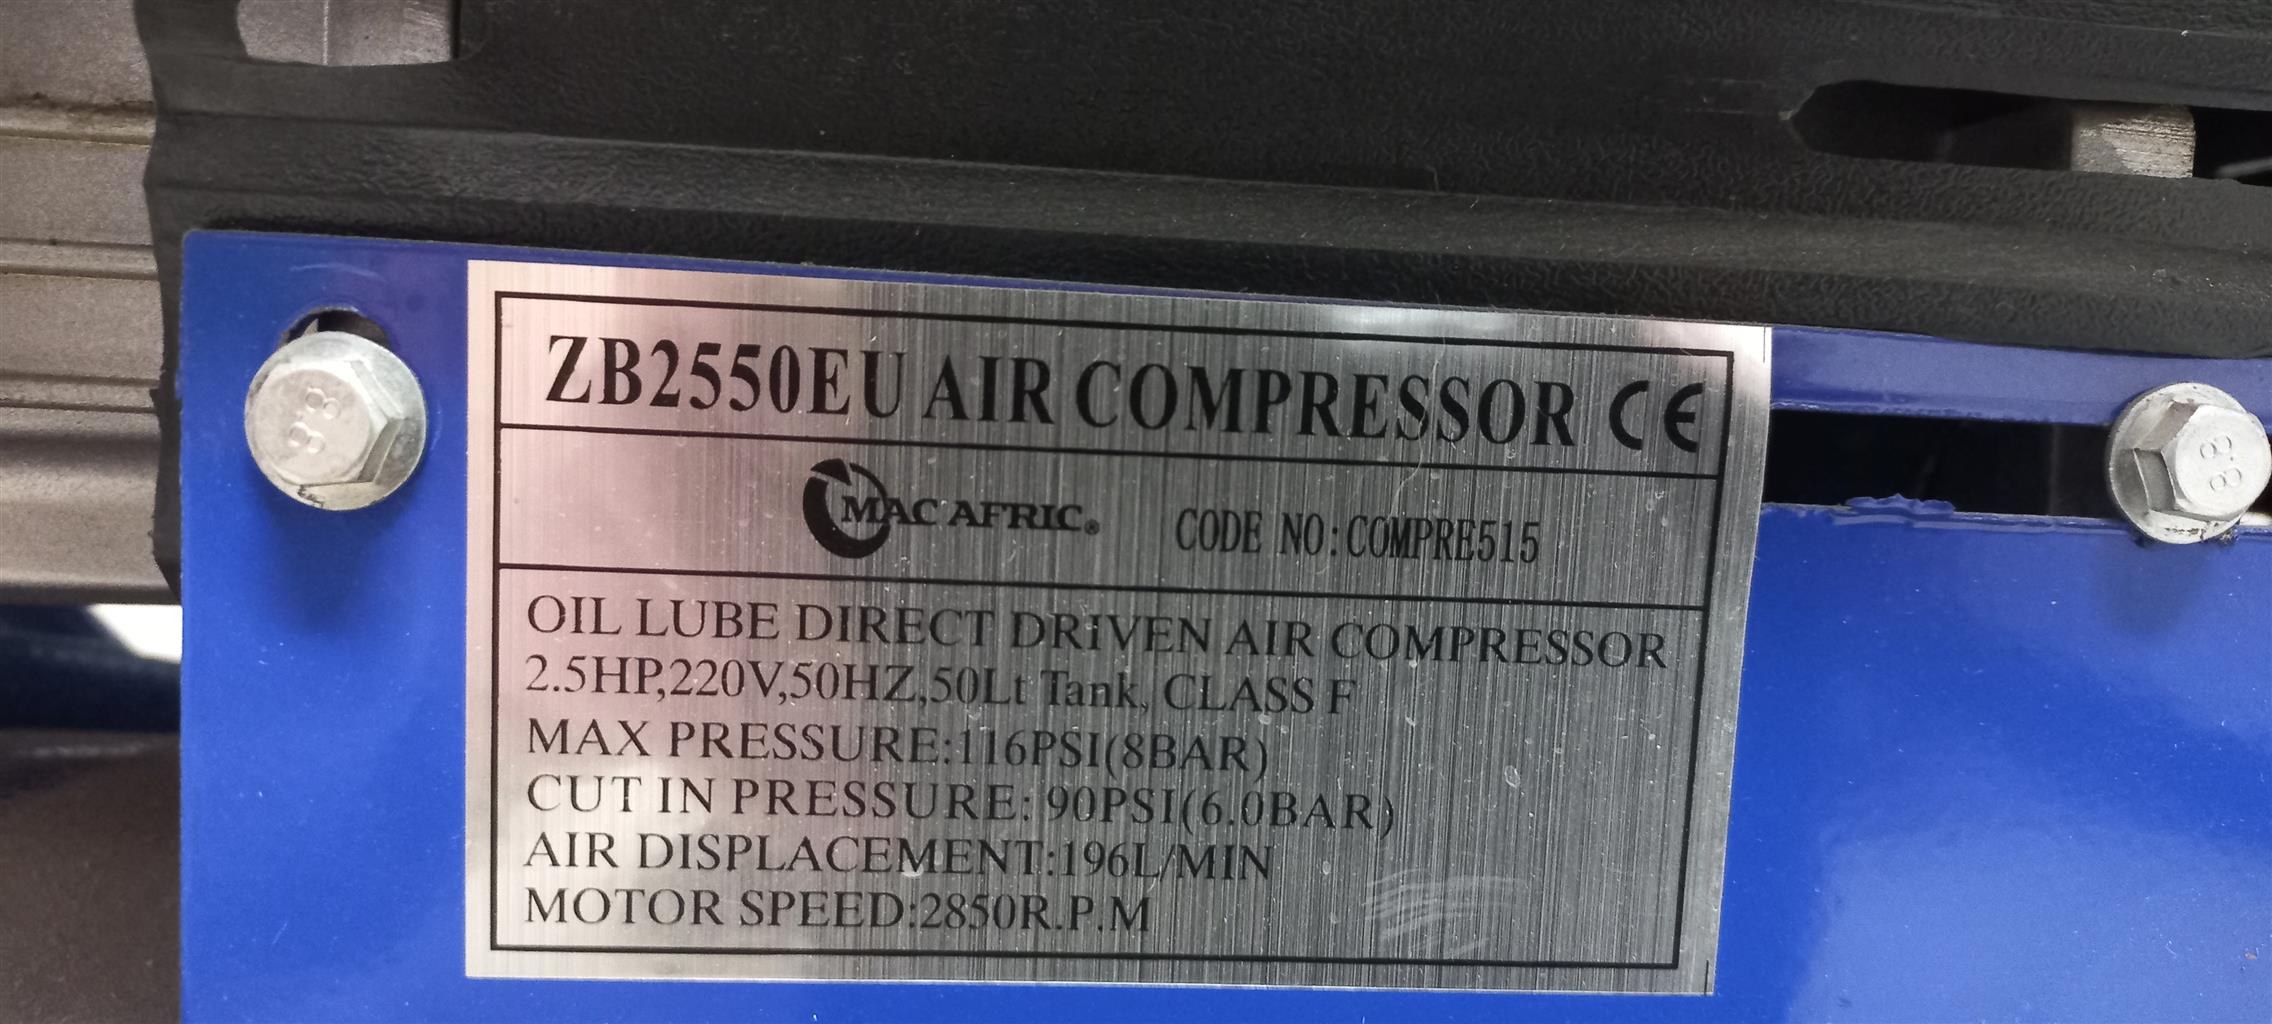 ZB2550EU AIR COMPRESSOR CE
MAC AFRIC® CODE NO:COMPRE515
OIL LUBE DIRECT DRIVEN AIR COMPRESSOR
2.5HP,220V,50HZ,50Lt Tank, CLASS F
MAX PRESSURE:116PSI(8BAR)
CUT IN PRESSURE: 90PSI(6.0BAR)
AIR DISPLACEMENT:196L/MIN
MOTOR SPEED:2850R.P.M
8.8
8.8